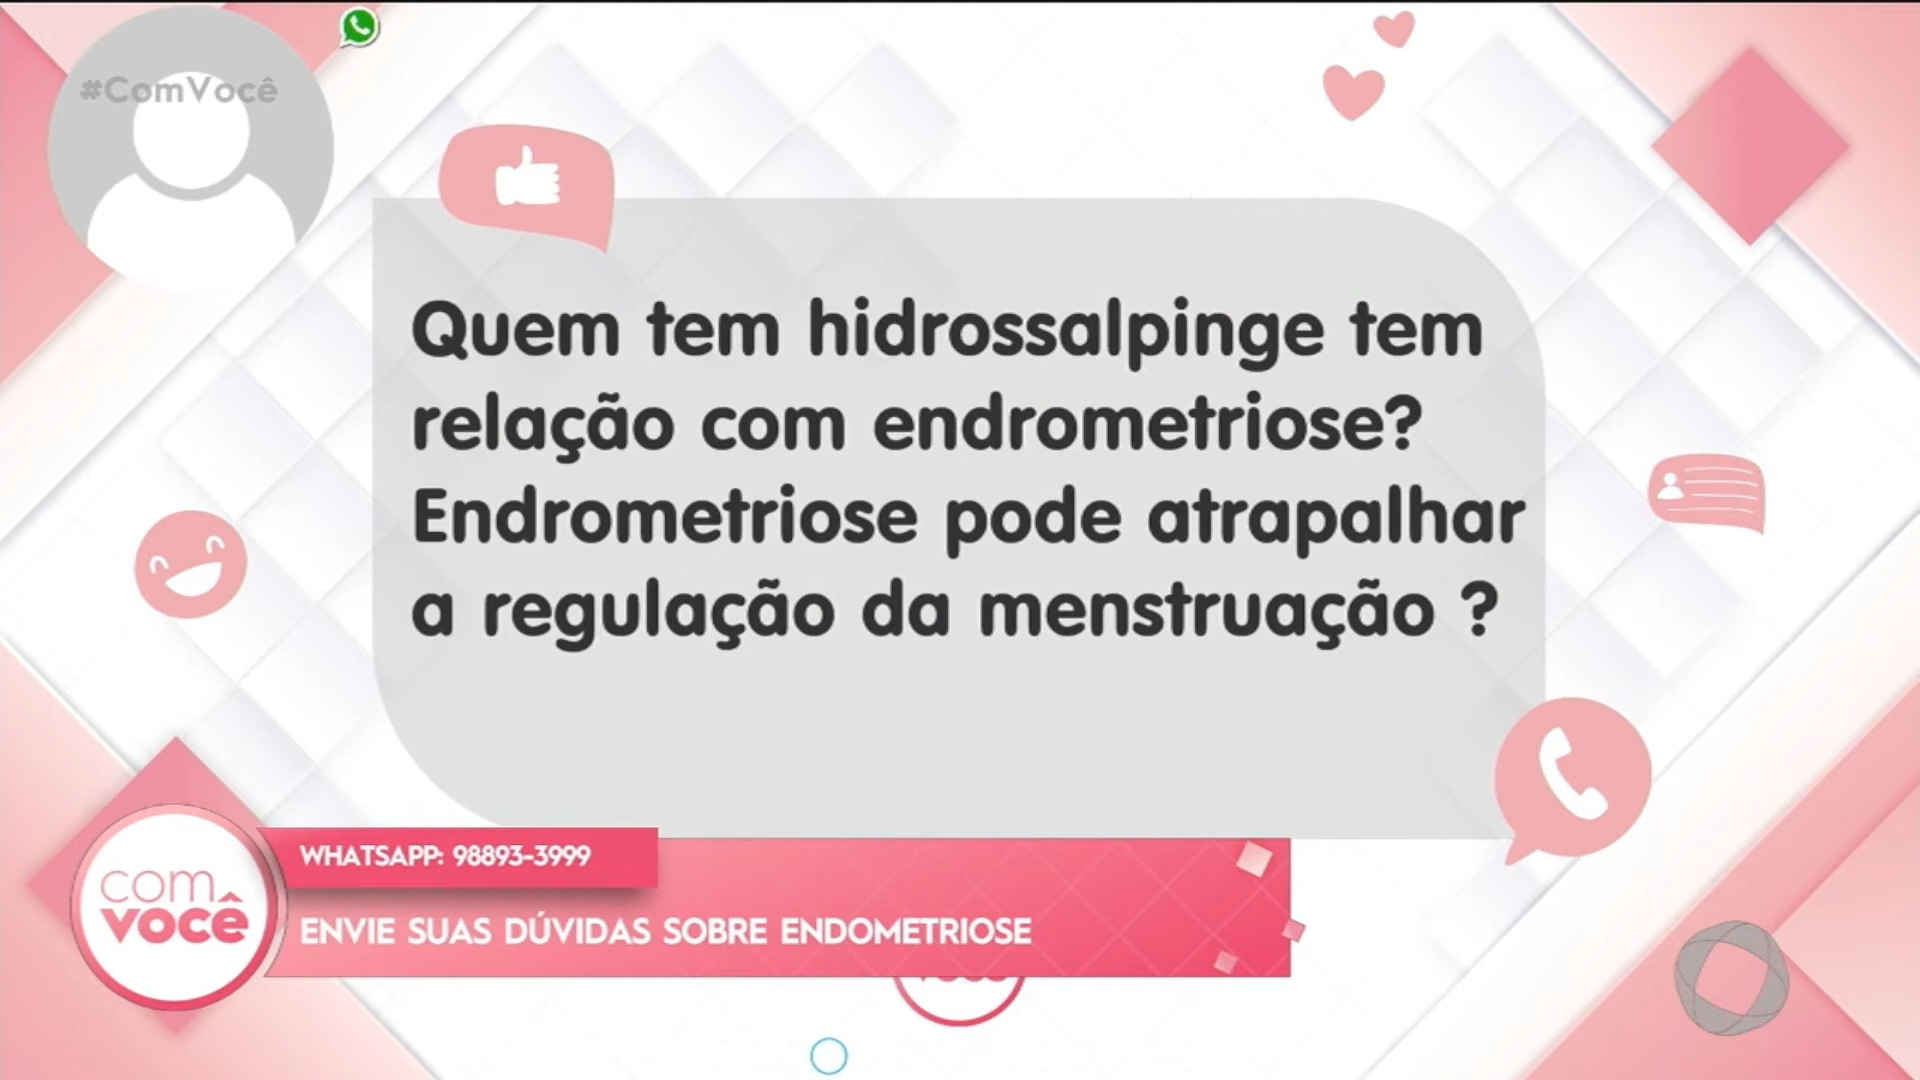 #ComVocê
Quem tem hidrossalpinge tem
relação com endrometriose?
Endrometriose pode atrapalhar
a regulação da menstruação ?
WHATSAPP: 98893-3999
com
você
ENVIE SUAS DÚVIDAS SOBRE ENDOMETRIOSE